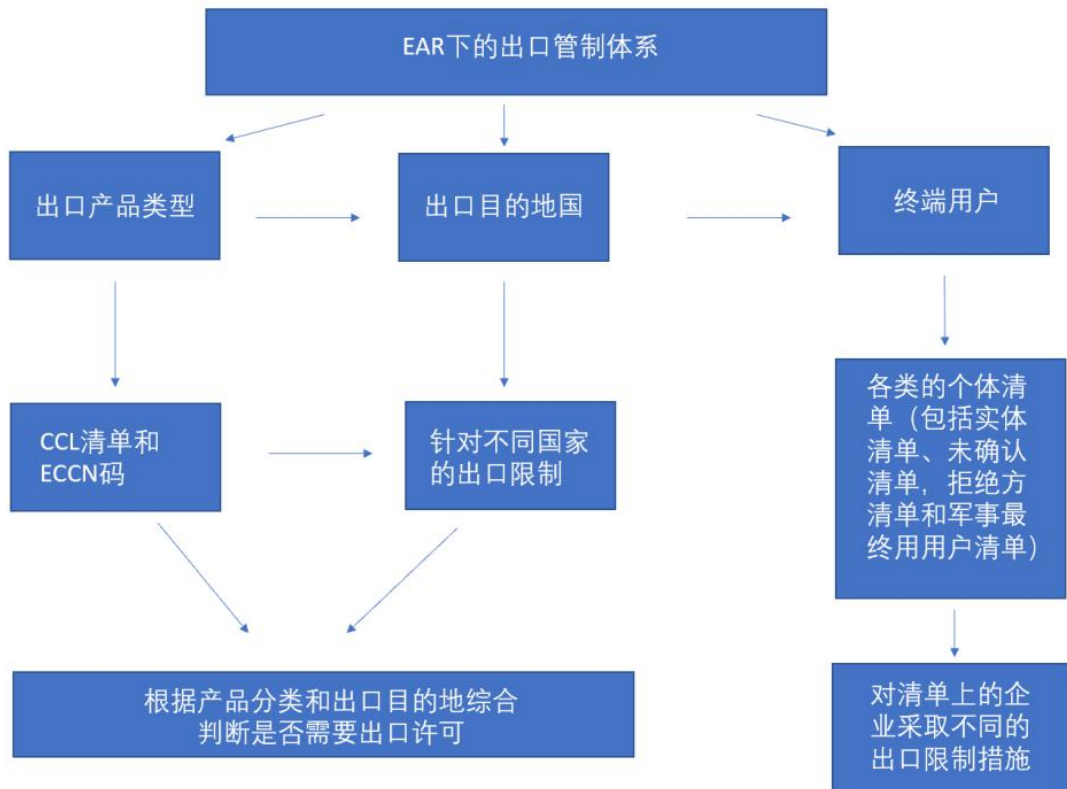 EAR下的出口管制体系
出口产品类型
出口目的地国
终端用户
CCL清单和
ECCN码
针对不同国家
的出口限制
各类的个体清
单（包括实体
清单、未确认
清单，拒绝方
清单和军事最
终用用户清单）
根据产品分类和出口目的地综合
判断是否需要出口许可
对清单上的企
业采取不同的
出口限制措施